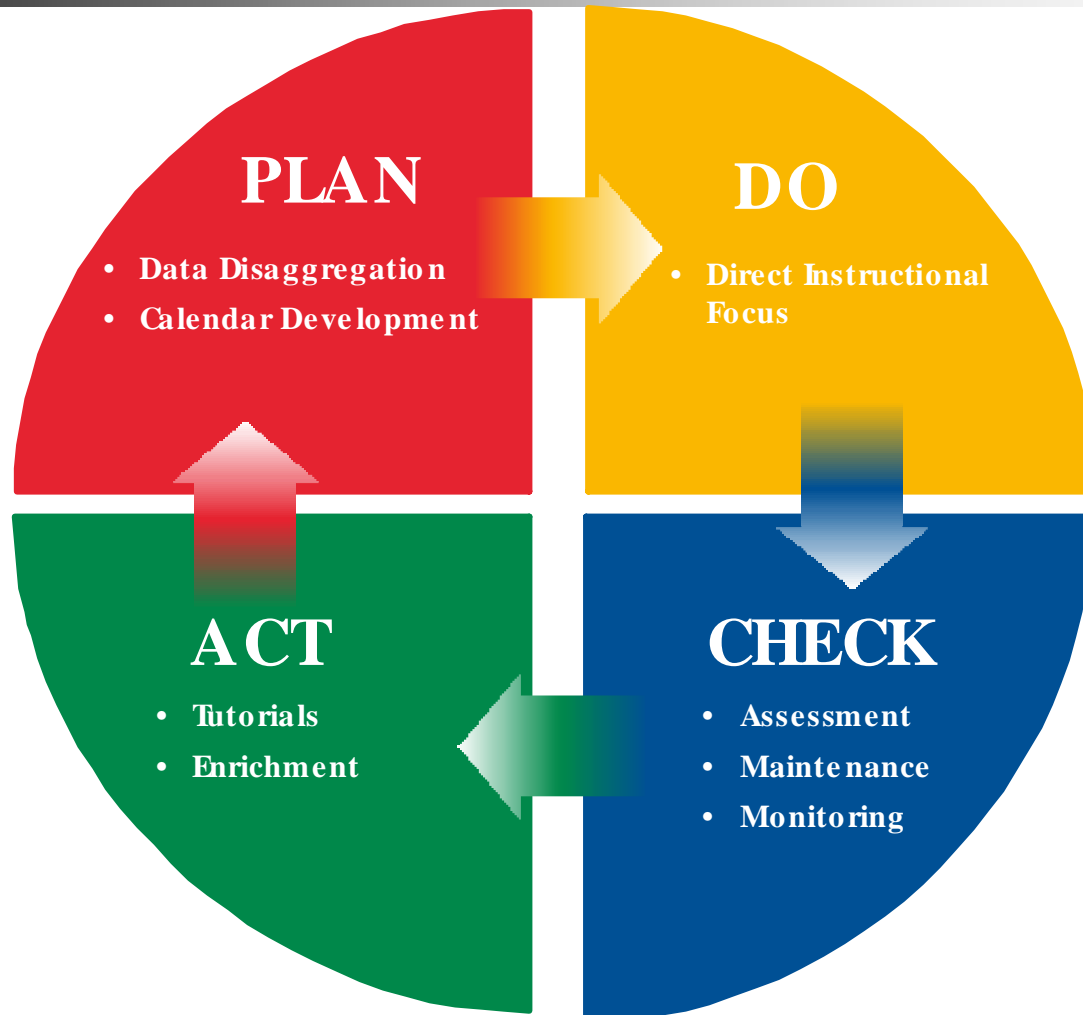 PLAN
• Data Disaggregation
• Calendar Development
DO
• Direct Instructional
Focus
ACT
• Tutorials
• Enrichment
CHECK
• Assessment
• Maintenance
• Monitoring